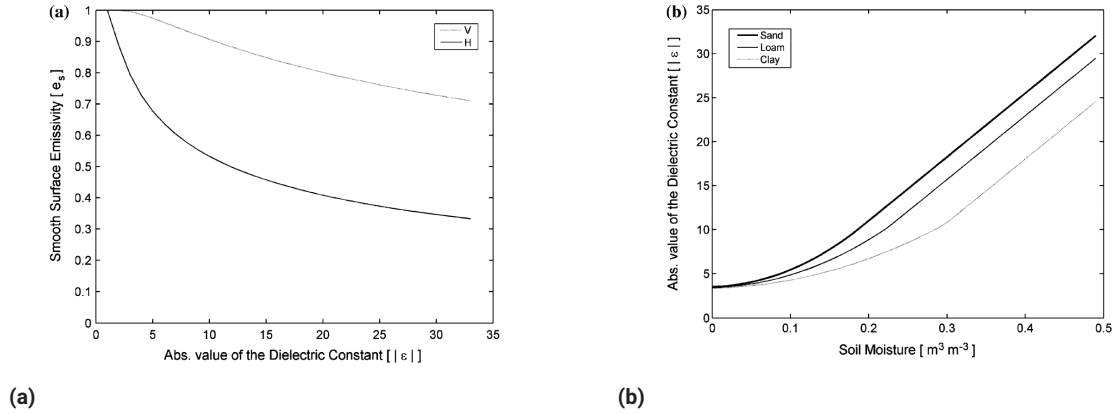 (a)
1
0.9
0.8
0.7
0.6
0.5
0.4
0.3
0.2
0.1
0
Smooth Surface Emissivity [ e_s ]
V
H
0 5 10 15 20 25 30 35
Abs. value of the Dielectric Constant [ | ε | ]
(a)
(b)
35
30
25
20
15
10
5
0
Abs. value of the Dielectric Constant [ | ε | ]
Sand
Loam
Clay
0 0.1 0.2 0.3 0.4 0.5
Soil Moisture [ m³ m⁻³ ]
(b)